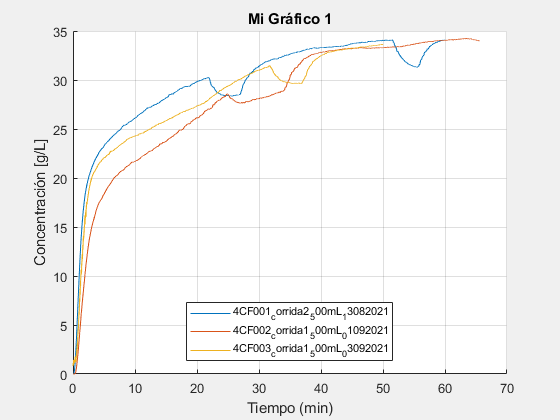 Mi Gráfico 1
35
30
25
20
15
10
5
0
Concentración [g/L]
4CF001corrida2500mL13082021
4CF002corrida1500mL01092021
4CF003corrida1500mL03092021
0 10 20 30 40 50 60 70
Tiempo (min)